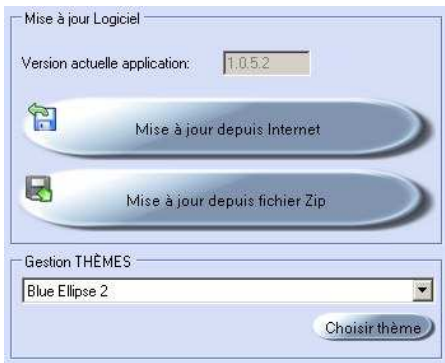 Mise à jour Logiciel
Version actuelle application: 1.0.5.2
Mise à jour depuis Internet
Mise à jour depuis fichier Zip
Gestion THÈMES
Blue Ellipse 2
Choisir thème